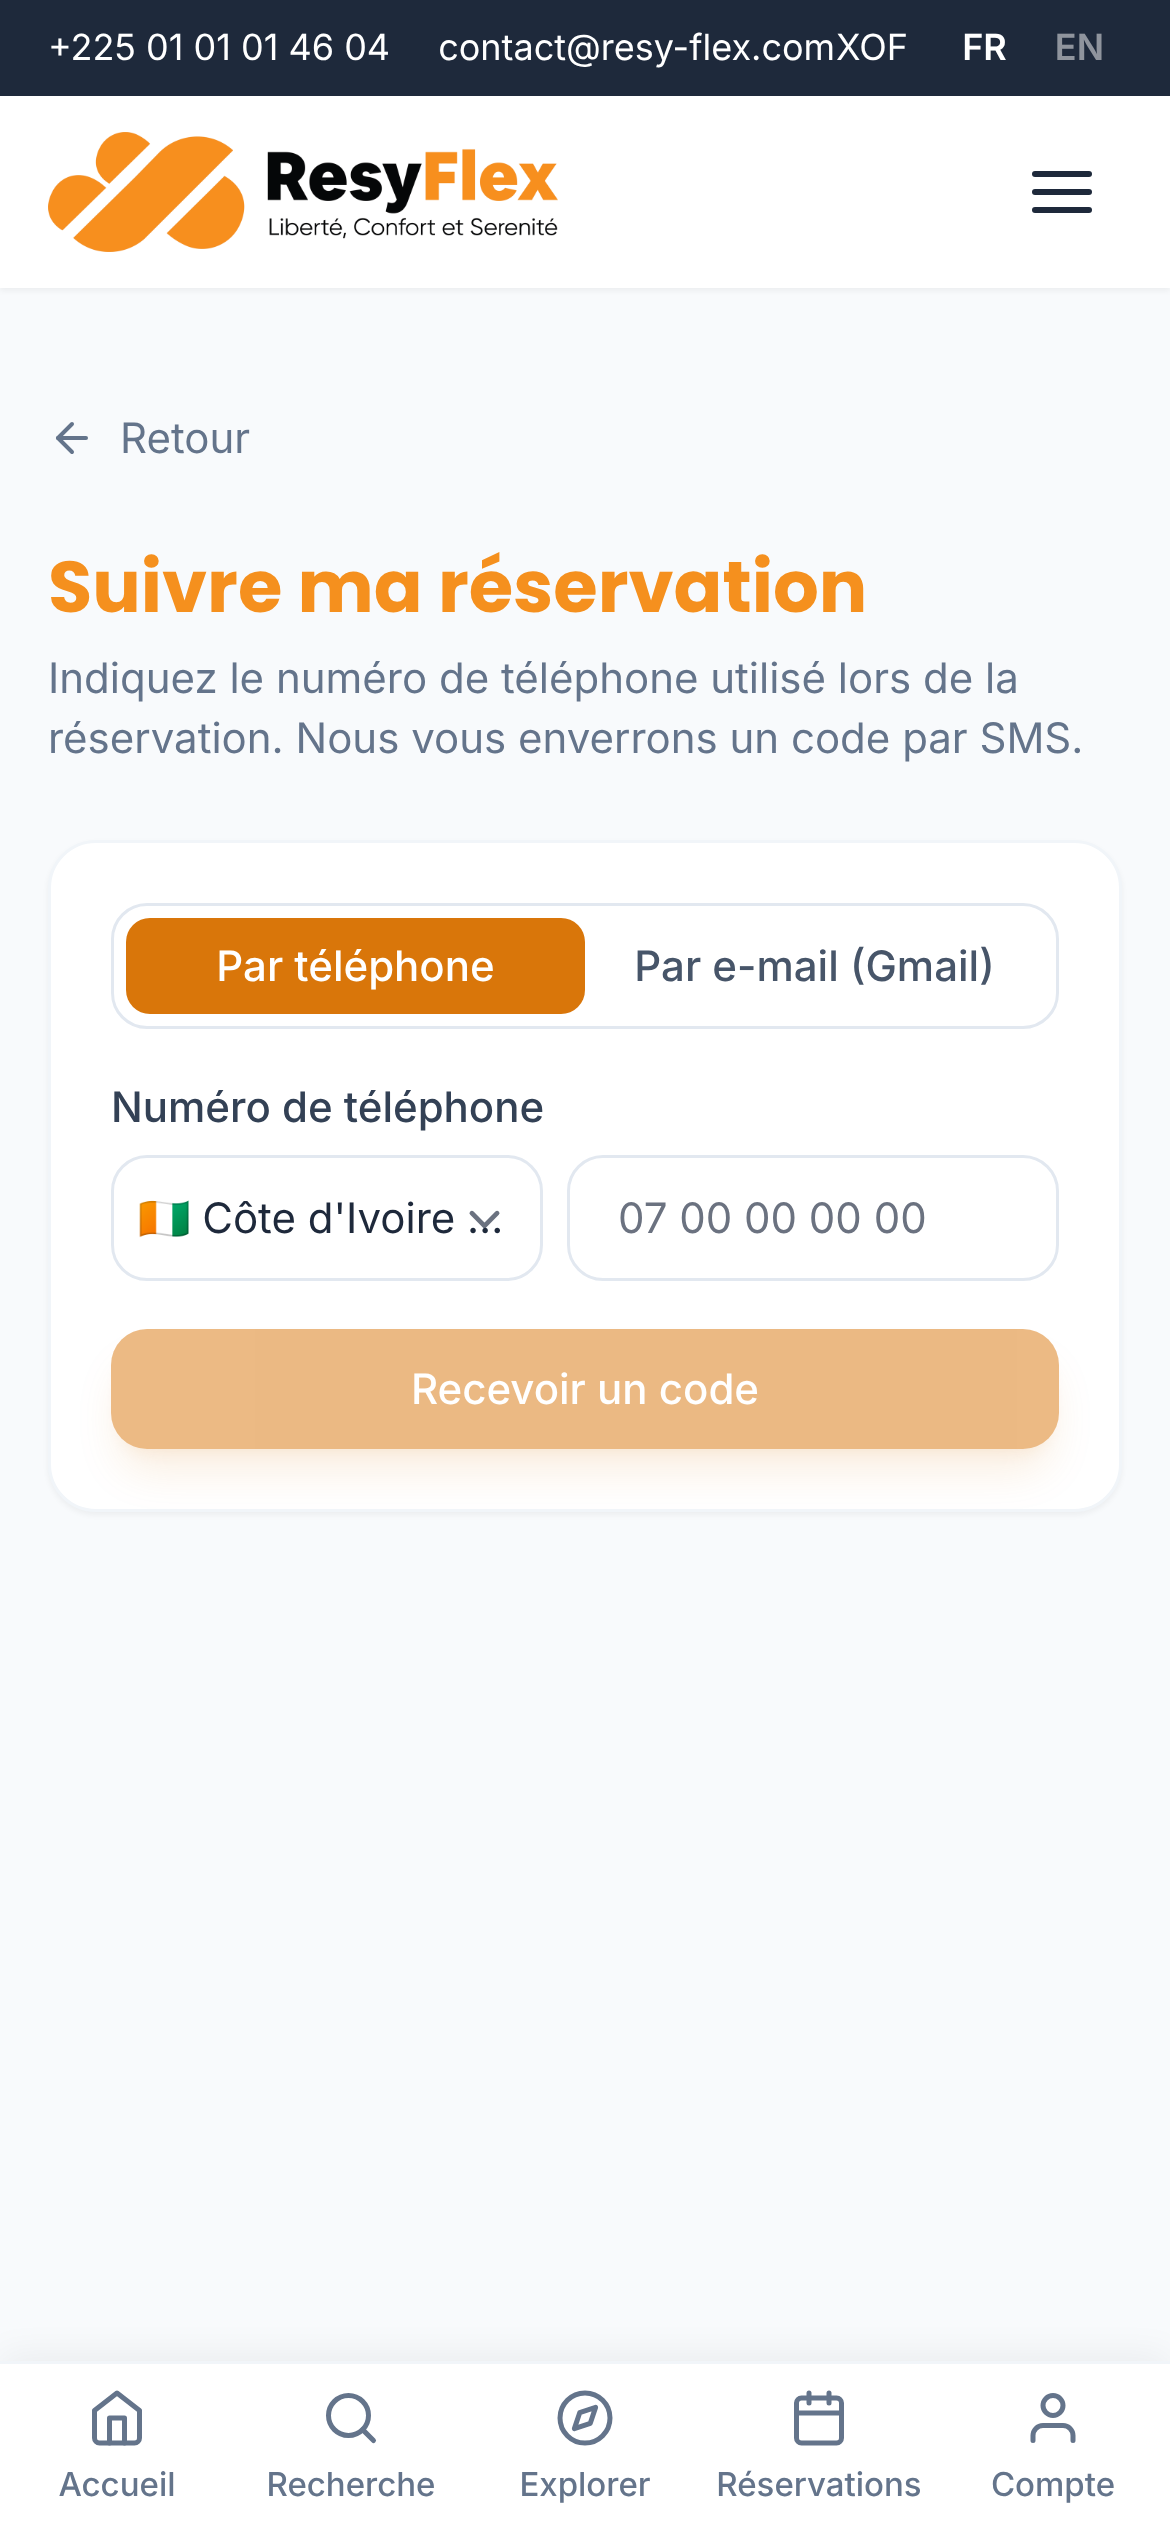 +225 01 01 01 46 04 contact@resy-flex.comXOF FR EN
ResyFlex
Liberté, Confort et Serenité
Retour
Suivre ma réservation
Indiquez le numéro de téléphone utilisé lors de la
réservation. Nous vous enverrons un code par SMS.
Par téléphone Par e-mail (Gmail)
Numéro de téléphone
Côte d'Ivoire ... 07 00 00 00 00
Recevoir un code
Accueil Recherche Explorer Réservations Compte